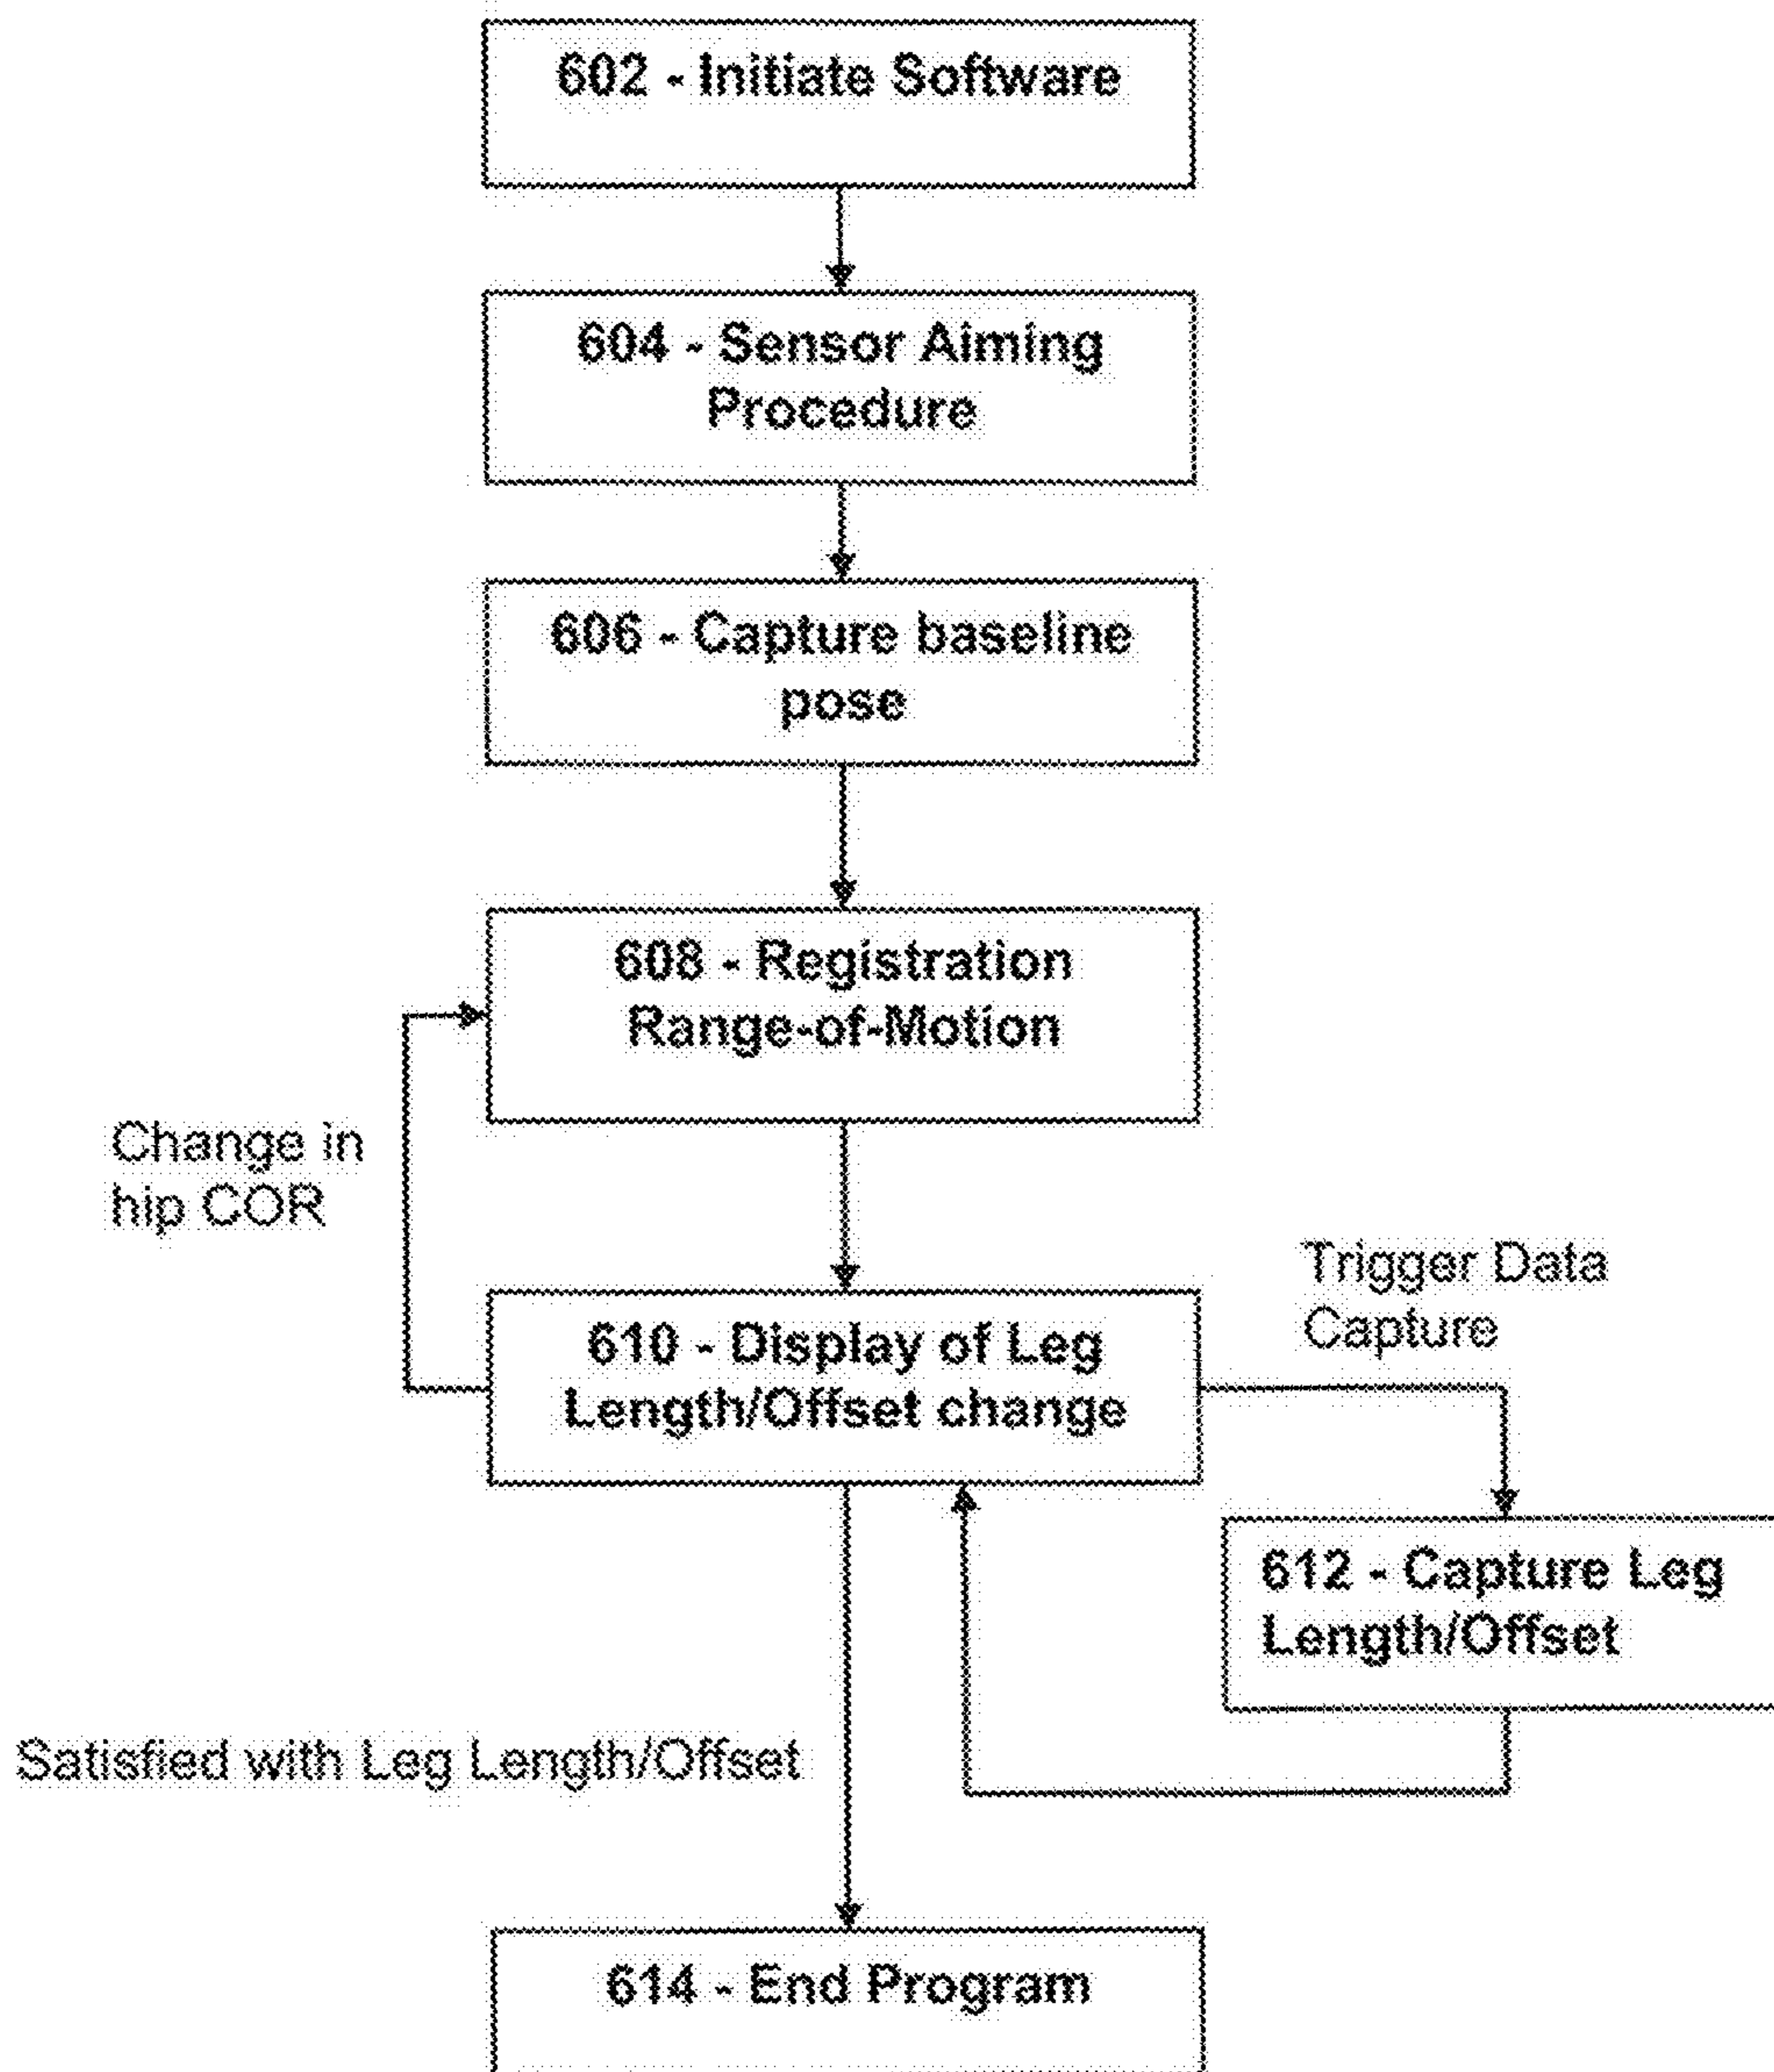 602 - Initiate Software
604 - Sensor Aiming
Procedure
606 - Capture baseline
pose
608 - Registration
Range-of-Motion
Change in
hip COR
610 - Display of Leg
Length/Offset change
Trigger Data
Capture
612 - Capture Leg
Length/Offset
Satisfied with Leg Length/Offset
614 - End Program